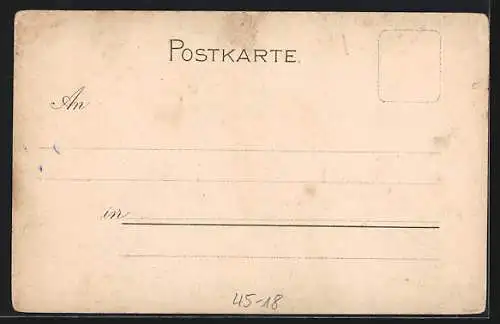 POSTKARTE.
An
in
45-18